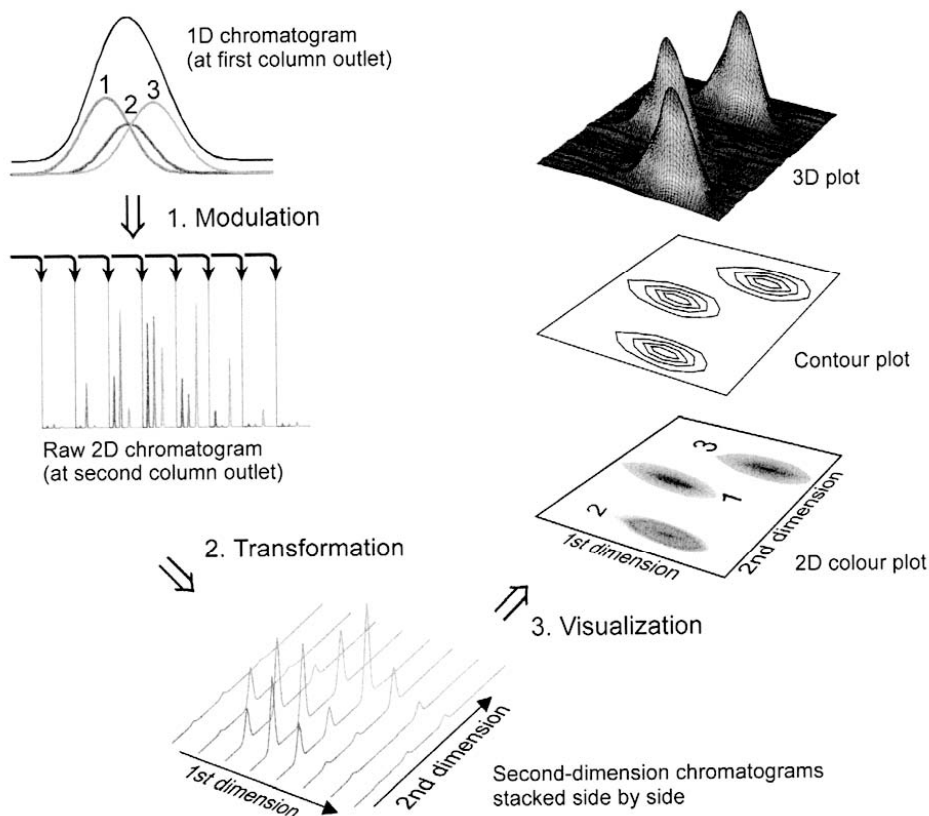 1D chromatogram
(at first column outlet)
1
2
3
1. Modulation
Raw 2D chromatogram
(at second column outlet)
2. Transformation
1st dimension
2nd dimension
Second-dimension chromatograms
stacked side by side
3. Visualization
3D plot
Contour plot
3
1
2
1st dimension
2nd dimension
2D colour plot